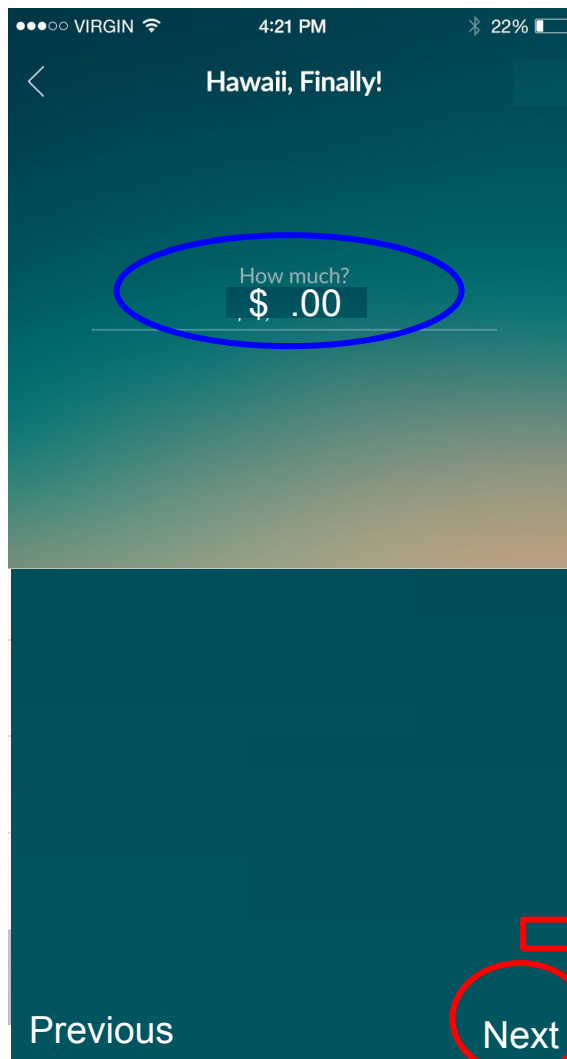 VIRGIN 4:21 PM 22%
Hawaii, Finally!
How much?
$ .00
Previous Next